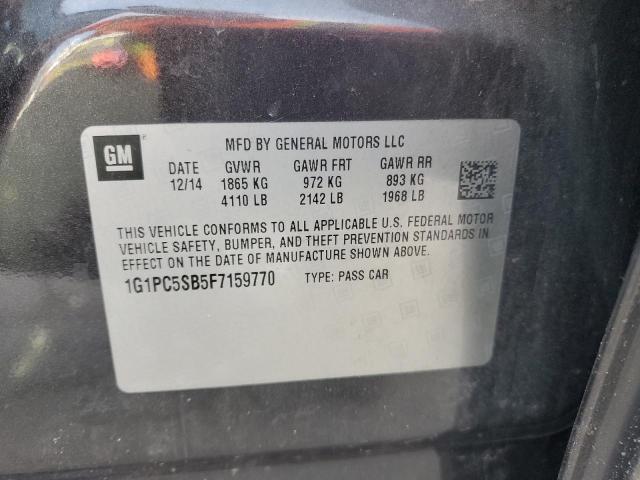 GM
MFD BY GENERAL MOTORS LLC
DATE GVWR GAWR FRT GAWR RR
12/14 1865 KG 972 KG 893 KG
4110 LB 2142 LB 1968 LB
THIS VEHICLE CONFORMS TO ALL APPLICABLE U.S. FEDERAL MOTOR
VEHICLE SAFETY, BUMPER, AND THEFT PREVENTION STANDARDS IN
EFFECT ON THE DATE OF MANUFACTURE SHOWN ABOVE.
1G1PC5SB5F7159770 TYPE: PASS CAR